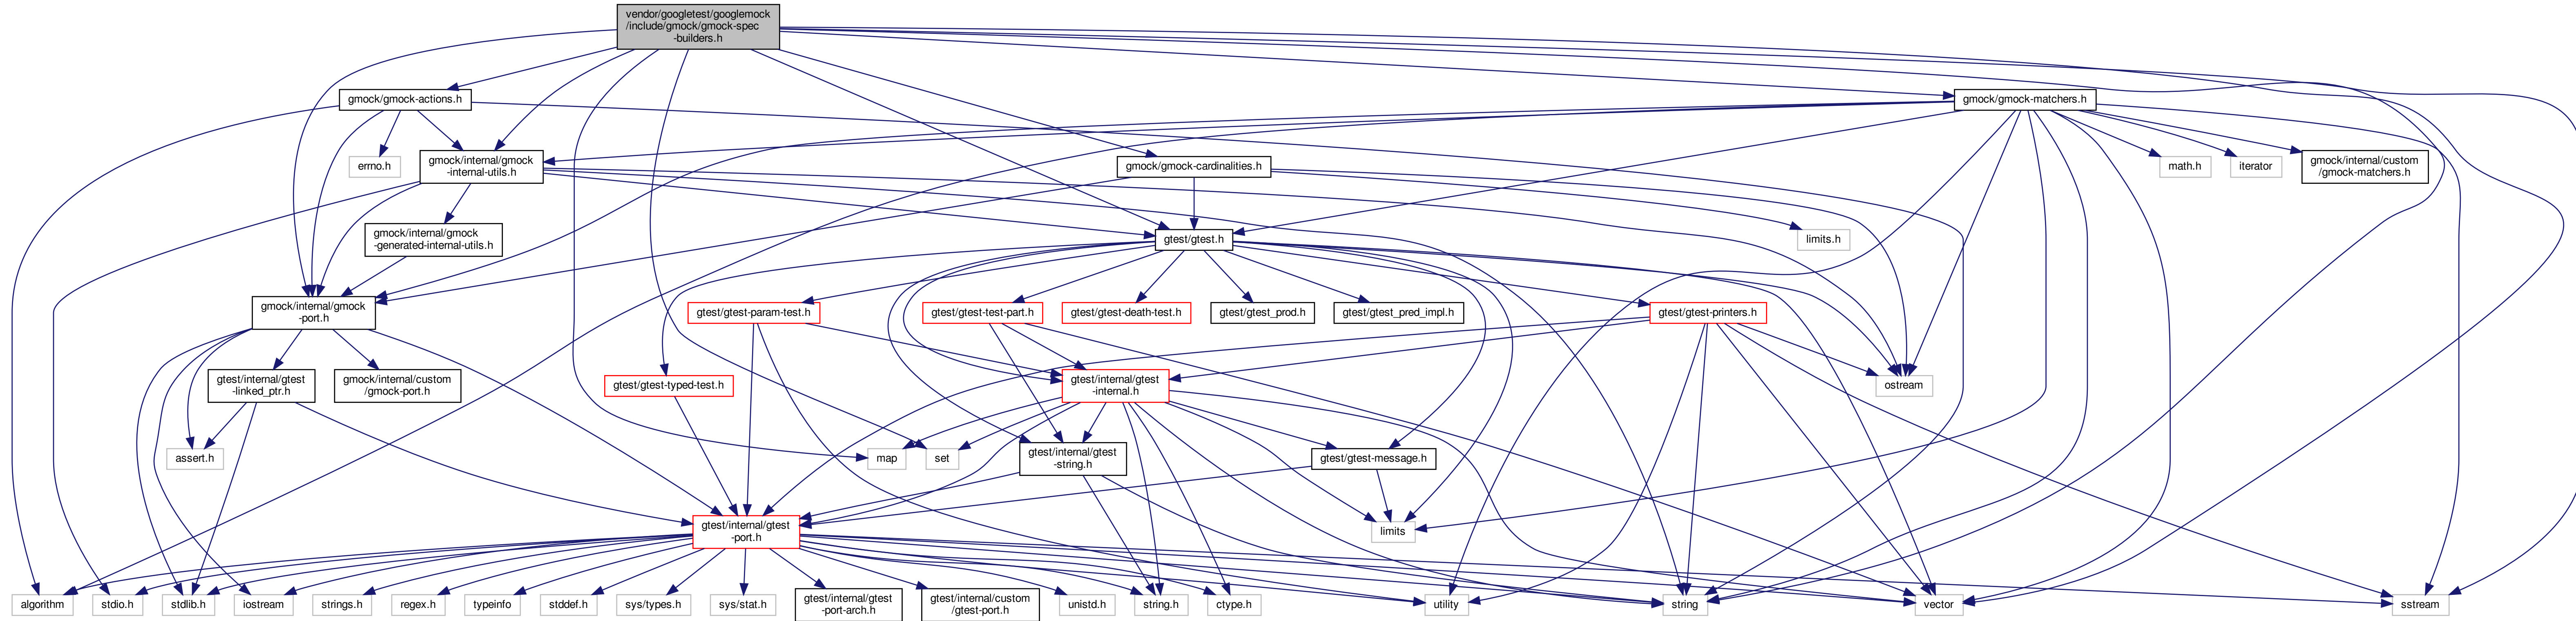 vendor/googletest/googlemock
/include/gmock/gmock-spec
-builders.h
gmock/gmock-actions.h
gmock/gmock-matchers.h
errno.h
gmock/internal/gmock
-internal-utils.h
gmock/gmock-cardinalities.h
math.h
iterator
gmock/internal/custom
/gmock-matchers.h
gmock/internal/gmock
-generated-internal-utils.h
gtest/gtest.h
limits.h
gmock/internal/gmock
-port.h
gtest/gtest-param-test.h
gtest/gtest-test-part.h
gtest/gtest-death-test.h
gtest/gtest_prod.h
gtest/gtest_pred_impl.h
gtest/gtest-printers.h
gtest/internal/gtest
-linked_ptr.h
gmock/internal/custom
/gmock-port.h
gtest/gtest-typed-test.h
gtest/internal/gtest
-internal.h
ostream
assert.h
map
set
gtest/internal/gtest
-string.h
gtest/gtest-message.h
gtest/internal/gtest
-port.h
limits
algorithm
stdio.h
stdlib.h
iostream
strings.h
regex.h
typeinfo
stddef.h
sys/types.h
sys/stat.h
gtest/internal/gtest
-port-arch.h
gtest/internal/custom
/gtest-port.h
unistd.h
string.h
ctype.h
utility
string
vector
sstream